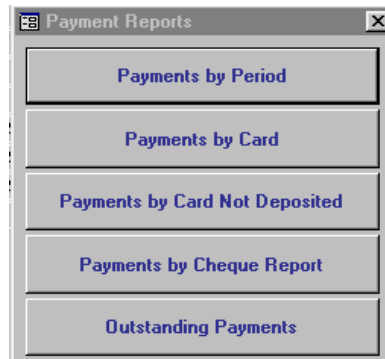 Payment Reports
Payments by Period
Payments by Card
Payments by Card Not Deposited
Payments by Cheque Report
Outstanding Payments